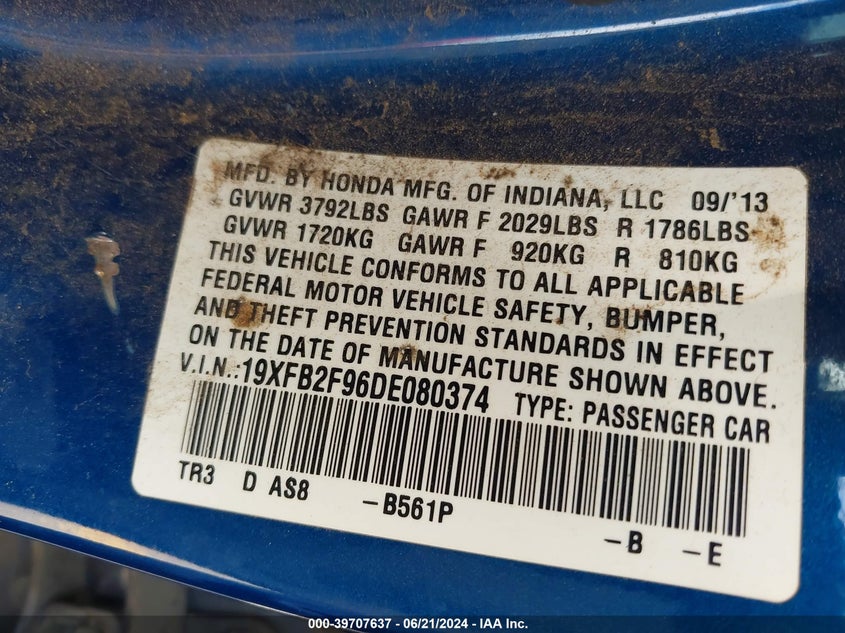 MFD. BY HONDA MFG. OF INDIANA, LLC 09/'13
GVWR 3792LBS GAWR F 2029LBS R 1786LBS
GVWR 1720KG GAWR F 920KG R 810KG
THIS VEHICLE CONFORMS TO ALL APPLICABLE
FEDERAL MOTOR VEHICLE SAFETY, BUMPER,
AND THEFT PREVENTION STANDARDS IN EFFECT
ON THE DATE OF MANUFACTURE SHOWN ABOVE.
V.I.N.:19XFB2F96DE080374 TYPE: PASSENGER CAR
TR3 D AS8 -B561P -B -E
000-39707637 - 06/21/2024 - IAA Inc.